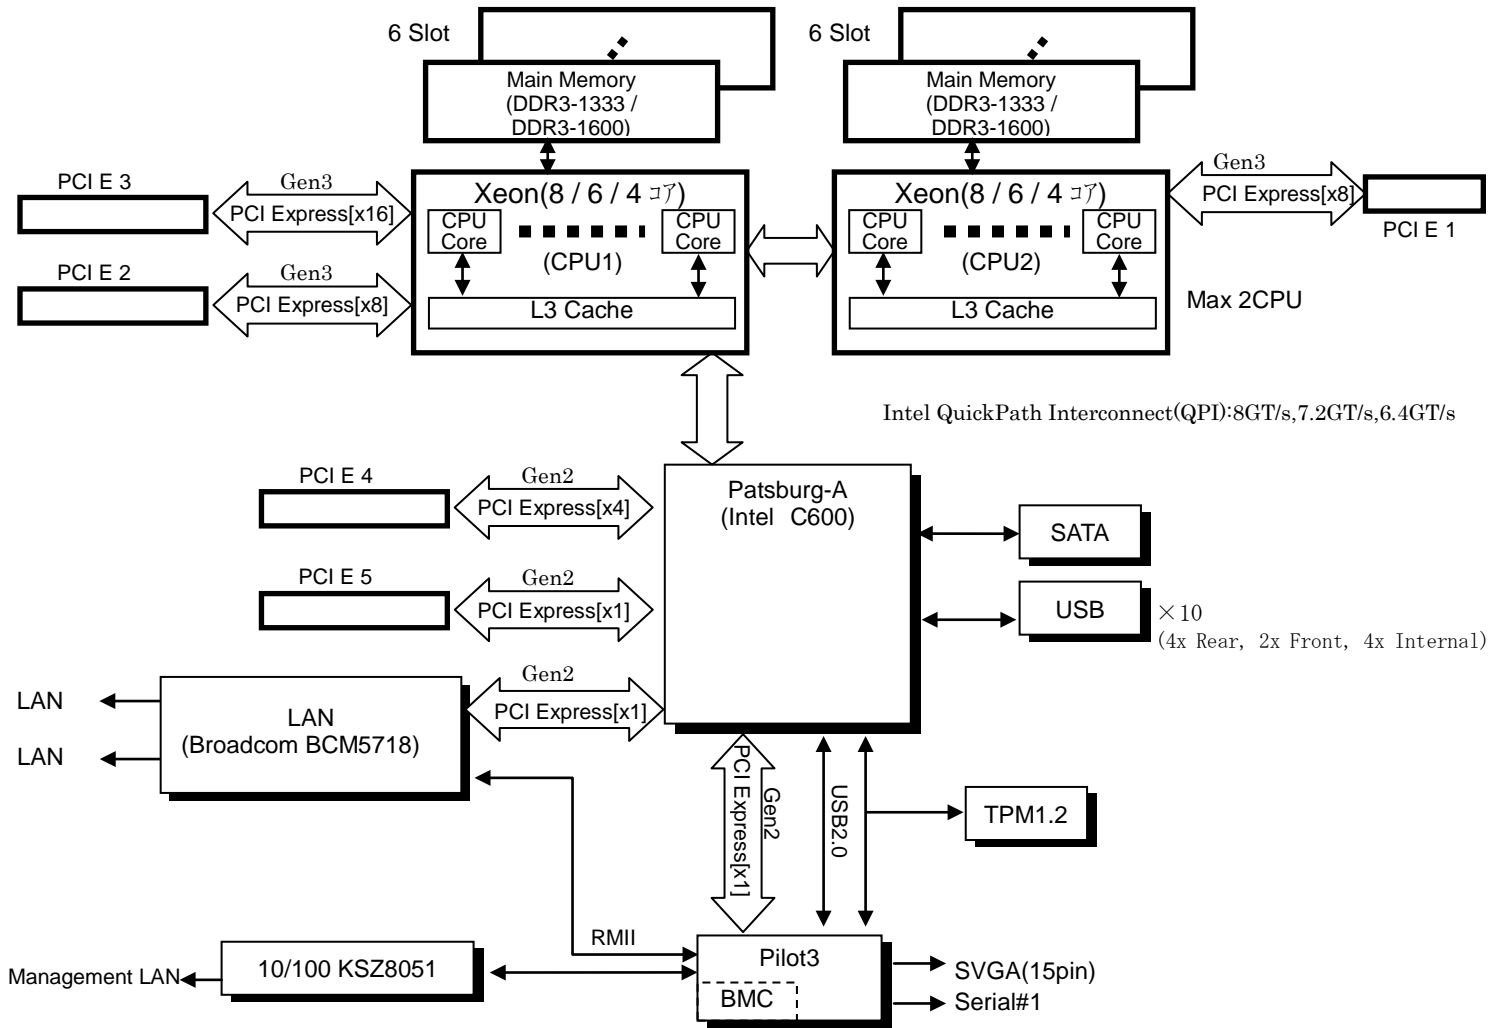 6 Slot
6 Slot
Main Memory
(DDR3-1333 /
DDR3-1600)
Main Memory
(DDR3-1333 /
DDR3-1600)
PCI E 3
Gen3
PCI Express[x16]
Xeon(8 / 6 / 4 コア)
CPU
Core
CPU
Core
(CPU1)
L3 Cache
Xeon(8 / 6 / 4 コア)
CPU
Core
CPU
Core
(CPU2)
L3 Cache
Gen3
PCI Express[x8]
PCI E 1
PCI E 2
Gen3
PCI Express[x8]
Max 2CPU
Intel QuickPath Interconnect(QPI):8GT/s,7.2GT/s,6.4GT/s
PCI E 4
Gen2
PCI Express[x4]
Patsburg-A
(Intel C600)
SATA
PCI E 5
Gen2
PCI Express[x1]
USB
×10
(4x Rear, 2x Front, 4x Internal)
LAN
LAN
LAN
(Broadcom BCM5718)
Gen2
PCI Express[x1]
Gen2
PCI Express[x1]
USB2.0
TPM1.2
RMII
Management LAN
10/100 KSZ8051
Pilot3
BMC
SVGA(15pin)
Serial#1